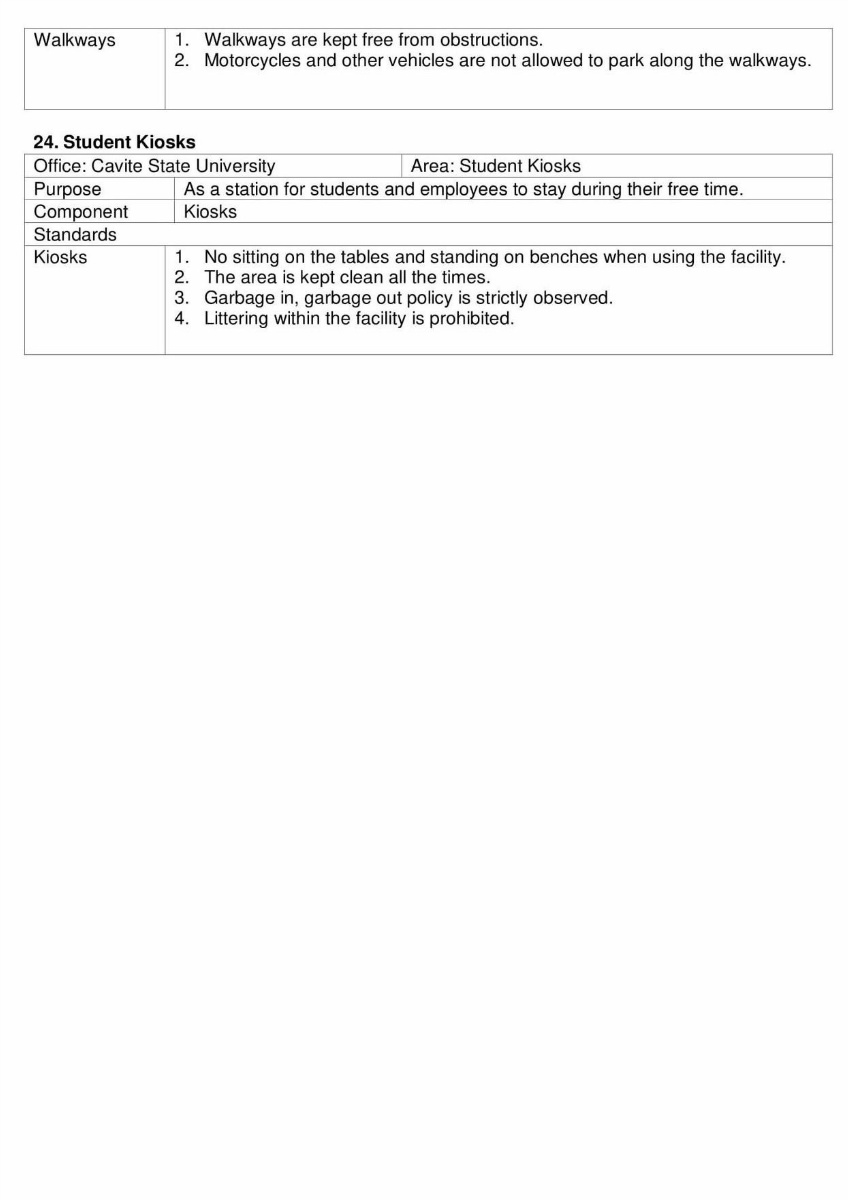 Walkways 1. Walkways are kept free from obstructions.
2. Motorcycles and other vehicles are not allowed to park along the walkways.
24. Student Kiosks
Office: Cavite State University Area: Student Kiosks
Purpose As a station for students and employees to stay during their free time.
Component Kiosks
Standards
Kiosks 1. No sitting on the tables and standing on benches when using the facility.
2. The area is kept clean all the times.
3. Garbage in, garbage out policy is strictly observed.
4. Littering within the facility is prohibited.